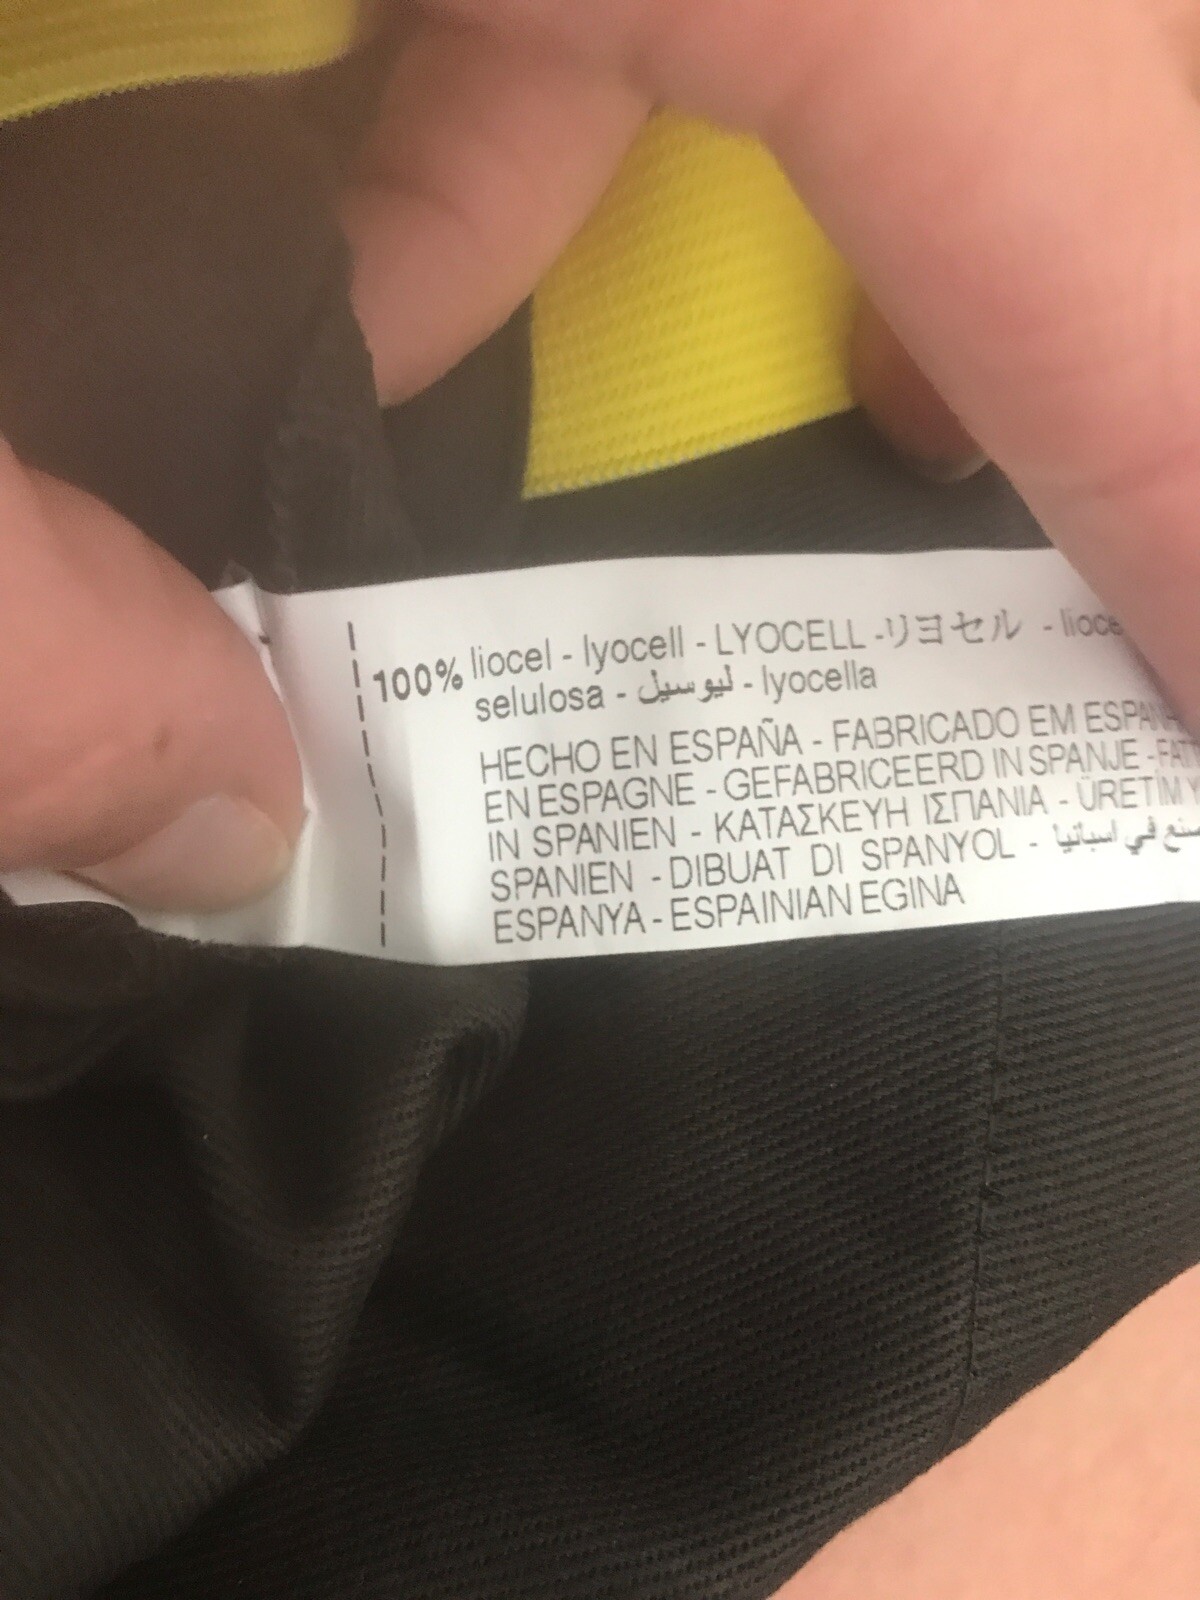 100% liocel - lyocell - LYOCELL -リヨセル -
selulosa - ليوسيل - lyocella
HECHO EN ESPAÑA - FABRICADO EM
EN ESPAGNE - GEFABRICEERD IN SPANJE -
IN SPANIEN - ΚΑΤΑΣΚΕΥΗ ΙΣΠΑΝΙΑ - ÜRETİM
SPANIEN - DIBUAT DI SPANYOL - صنع في اسبانيا
ESPANYA - ESPAINIAN EGINA